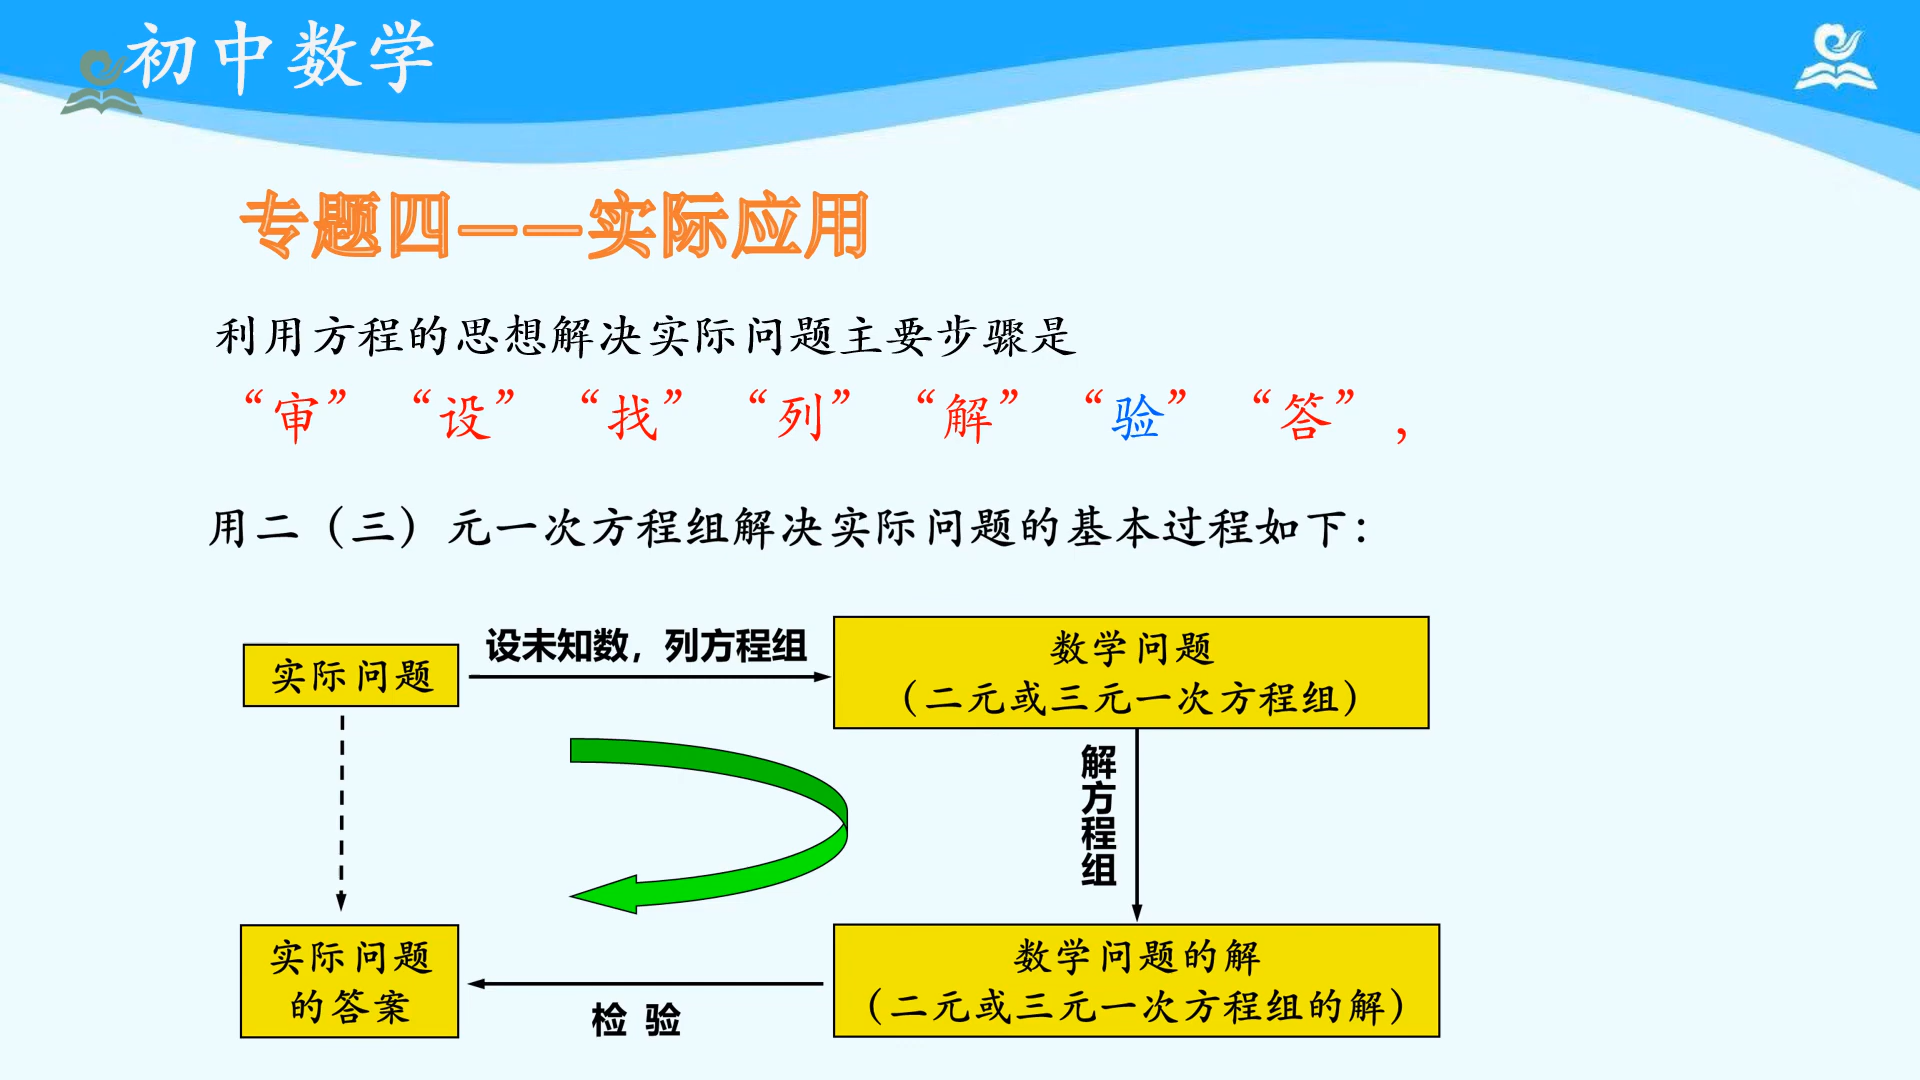 初中数学
专题四——实际应用
利用方程的思想解决实际问题主要步骤是
“审” “设” “找” “列” “解” “验” “答”，
用二（三）元一次方程组解决实际问题的基本过程如下：
设未知数，列方程组
实际问题
数学问题
（二元或三元一次方程组）
解方程组
实际问题
的答案
数学问题的解
（二元或三元一次方程组的解）
检 验